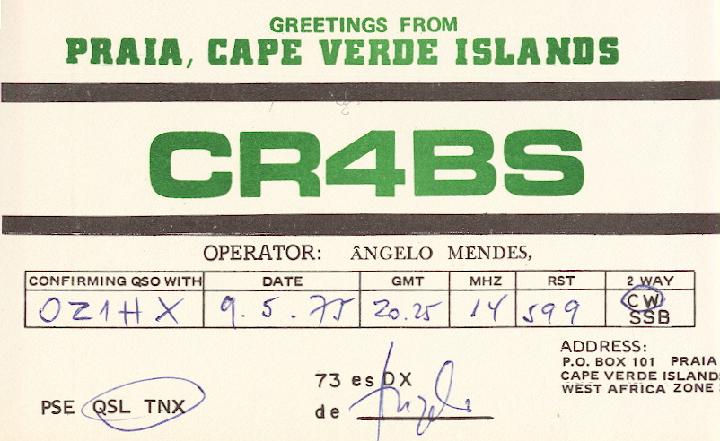 GREETINGS FROM
PRAIA, CAPE VERDE ISLANDS
CR4BS
OPERATOR: ÂNGELO MENDES,
CONFIRMING QSO WITH DATE GMT MHZ RST 2 WAY
OZ1HX 9.5.75 20.25 14 599 CW
SSB
ADDRESS:
P.O. BOX 101 PRAIA
CAPE VERDE ISLAND
WEST AFRICA ZONE
73 es DX
PSE QSL TNX
de Angelo